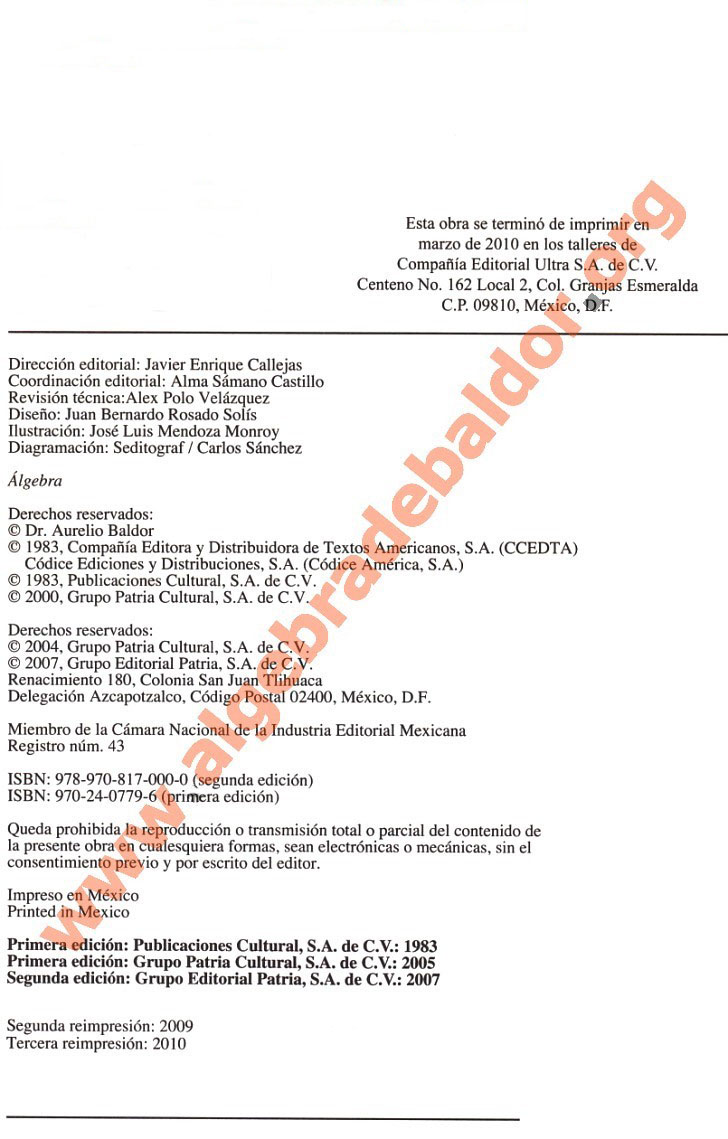 Esta obra se terminó de imprimir en
marzo de 2010 en los talleres de
Compañía Editorial Ultra S.A. de C.V.
Centeno No. 162 Local 2, Col. Granjas Esmeralda
C.P. 09810, México, D.F.
Dirección editorial: Javier Enrique Callejas
Coordinación editorial: Alma Sámano Castillo
Revisión técnica:Alex Polo Velázquez
Diseño: Juan Bernardo Rosado Solís
Ilustración: José Luis Mendoza Monroy
Diagramación: Seditograf / Carlos Sánchez
Álgebra
Derechos reservados:
© Dr. Aurelio Baldor
© 1983, Compañía Editora y Distribuidora de Textos Americanos, S.A. (CCEDTA)
Códice Ediciones y Distribuciones, S.A. (Códice América, S.A.)
© 1983, Publicaciones Cultural, S.A. de C.V.
© 2000, Grupo Patria Cultural, S.A. de C.V.
Derechos reservados:
© 2004, Grupo Patria Cultural, S.A. de C.V.
© 2007, Grupo Editorial Patria, S.A. de C.V.
Renacimiento 180, Colonia San Juan Tlihuaca
Delegación Azcapotzalco, Código Postal 02400, México, D.F.
Miembro de la Cámara Nacional de la Industria Editorial Mexicana
Registro núm. 43
ISBN: 978-970-817-000-0 (segunda edición)
ISBN: 970-24-0779-6 (primera edición)
Queda prohibida la reproducción o transmisión total o parcial del contenido de
la presente obra en cualesquiera formas, sean electrónicas o mecánicas, sin el
consentimiento previo y por escrito del editor.
Impreso en México
Printed in Mexico
Primera edición: Publicaciones Cultural, S.A. de C.V.: 1983
Primera edición: Grupo Patria Cultural, S.A. de C.V.: 2005
Segunda edición: Grupo Editorial Patria, S.A. de C.V.: 2007
Segunda reimpresión: 2009
Tercera reimpresión: 2010
www.algebradebaldor.org